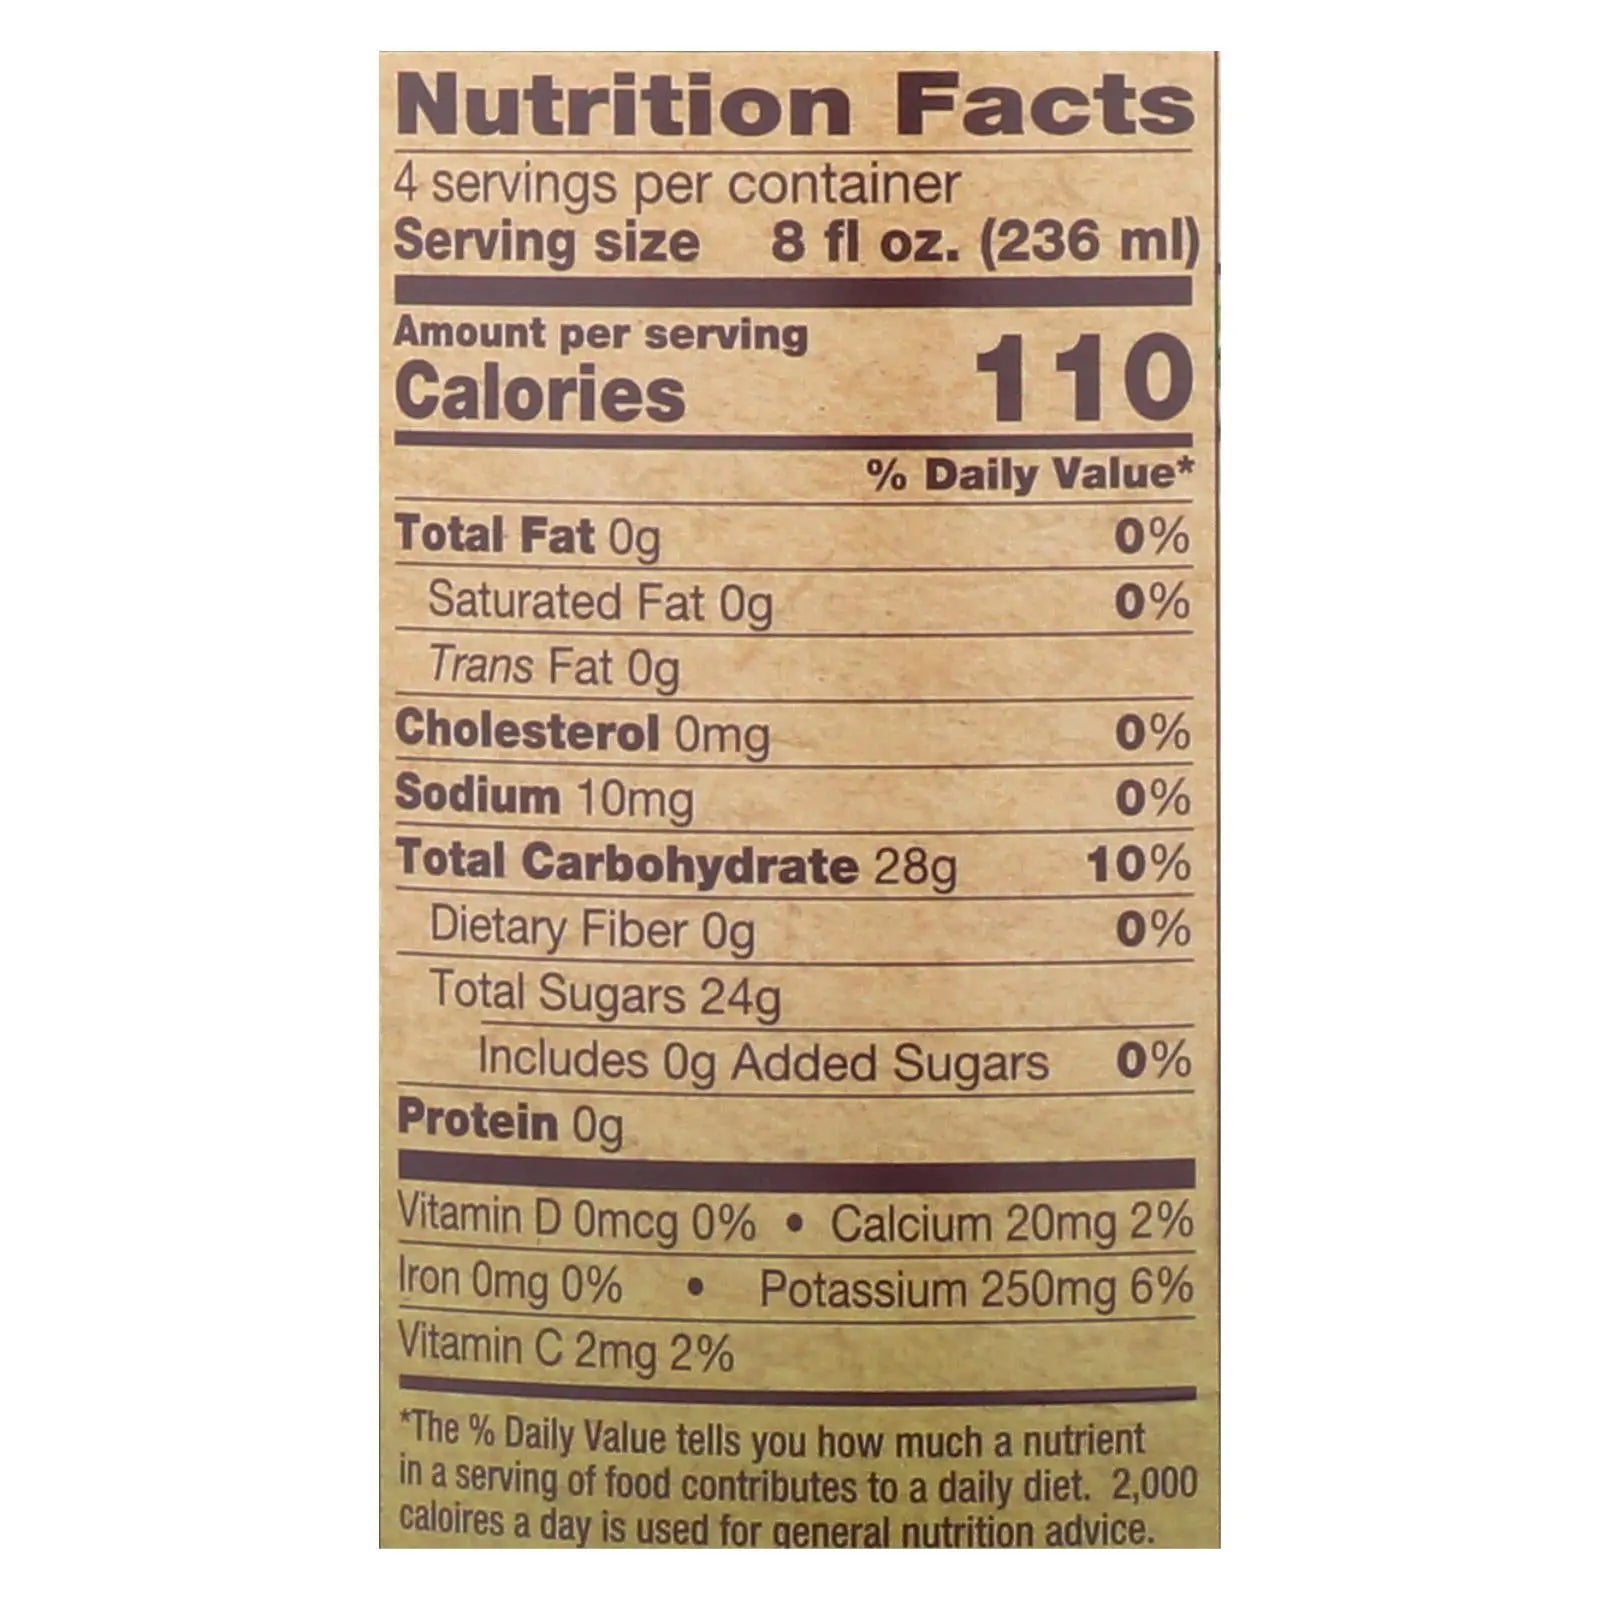 Nutrition Facts
4 servings per container
Serving size 8 fl oz. (236 ml)
Amount per serving
Calories 110
% Daily Value*
Total Fat 0g 0%
Saturated Fat 0g 0%
Trans Fat 0g
Cholesterol 0mg 0%
Sodium 10mg 0%
Total Carbohydrate 28g 10%
Dietary Fiber 0g 0%
Total Sugars 24g
Includes 0g Added Sugars 0%
Protein 0g
Vitamin D 0mcg 0% • Calcium 20mg 2%
Iron 0mg 0% • Potassium 250mg 6%
Vitamin C 2mg 2%
*The % Daily Value tells you how much a nutrient
in a serving of food contributes to a daily diet. 2,000
caloires a day is used for general nutrition advice.